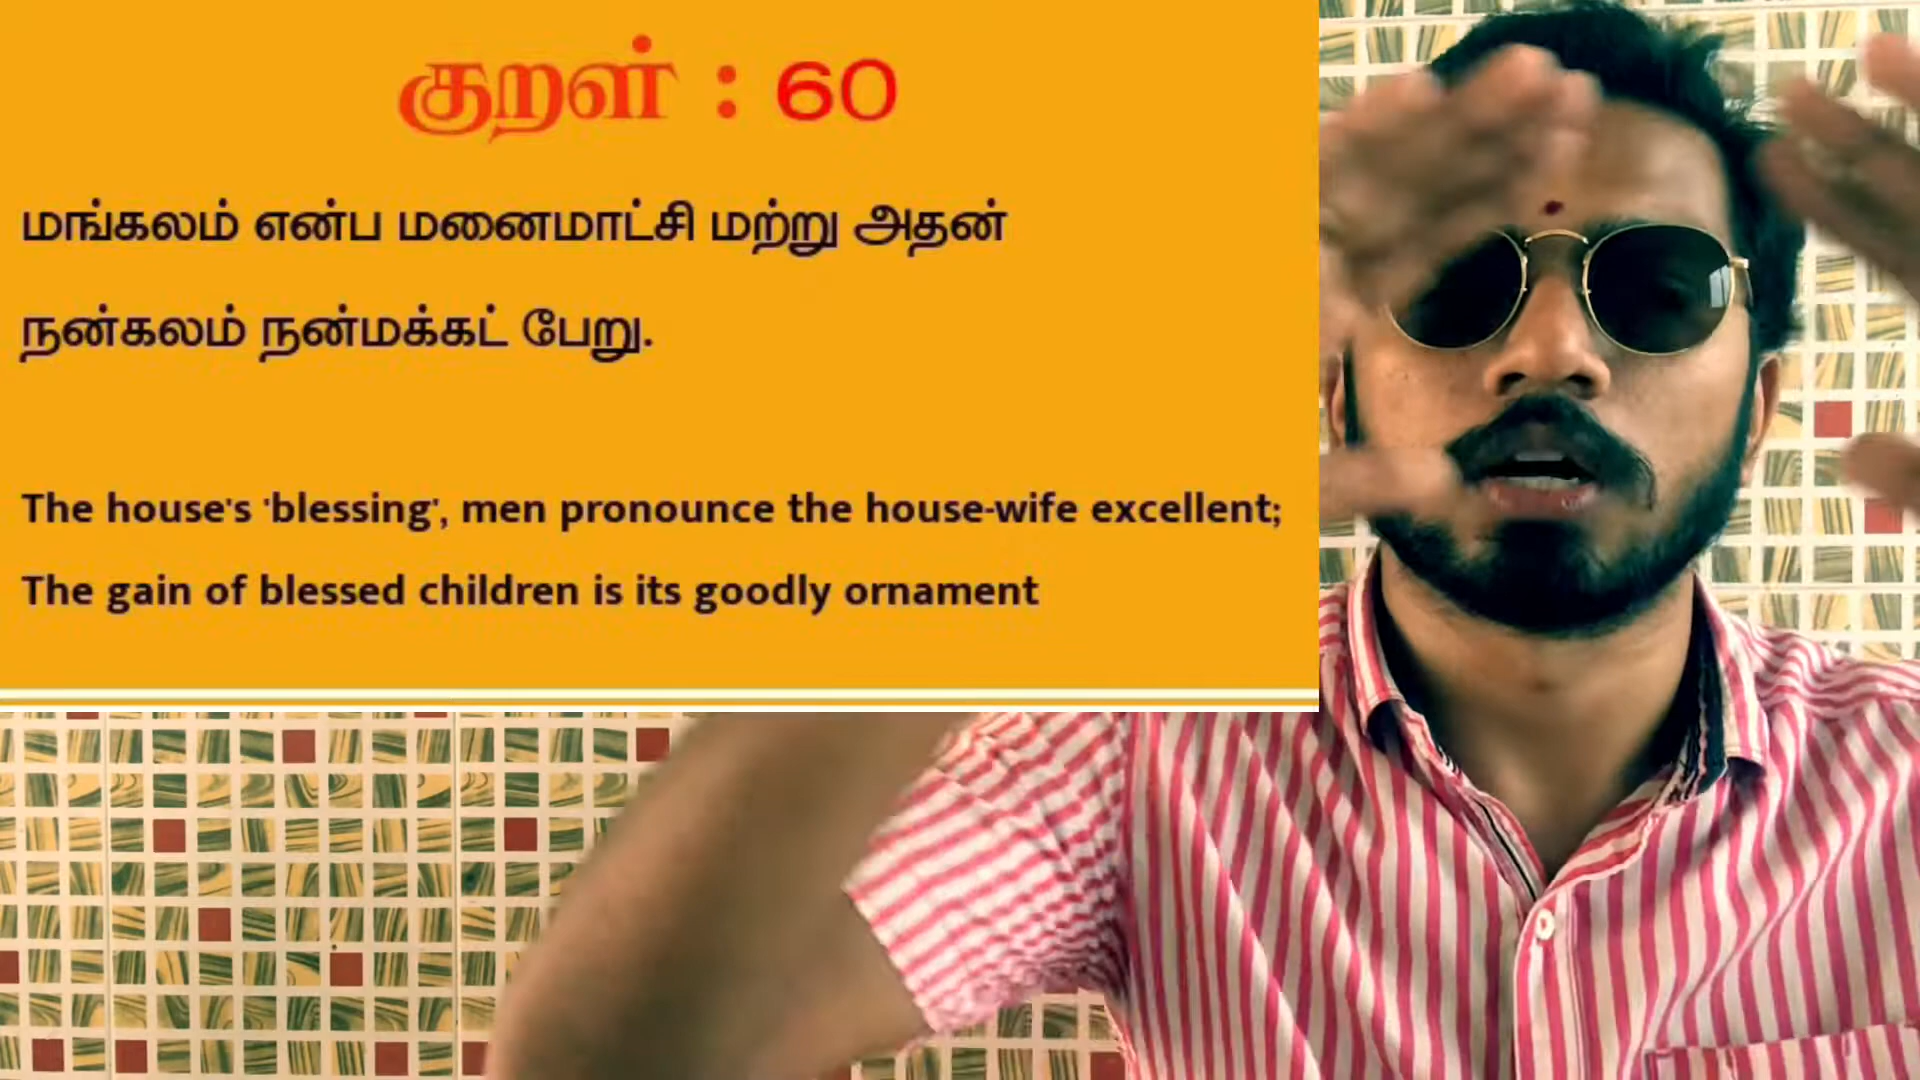 குறள் : 60
மங்கலம் என்ப மனைமாட்சி மற்று அதன்
நன்கலம் நன்மக்கட் பேறு.
The house's 'blessing', men pronounce the house-wife excellent;
The gain of blessed children is its goodly ornament